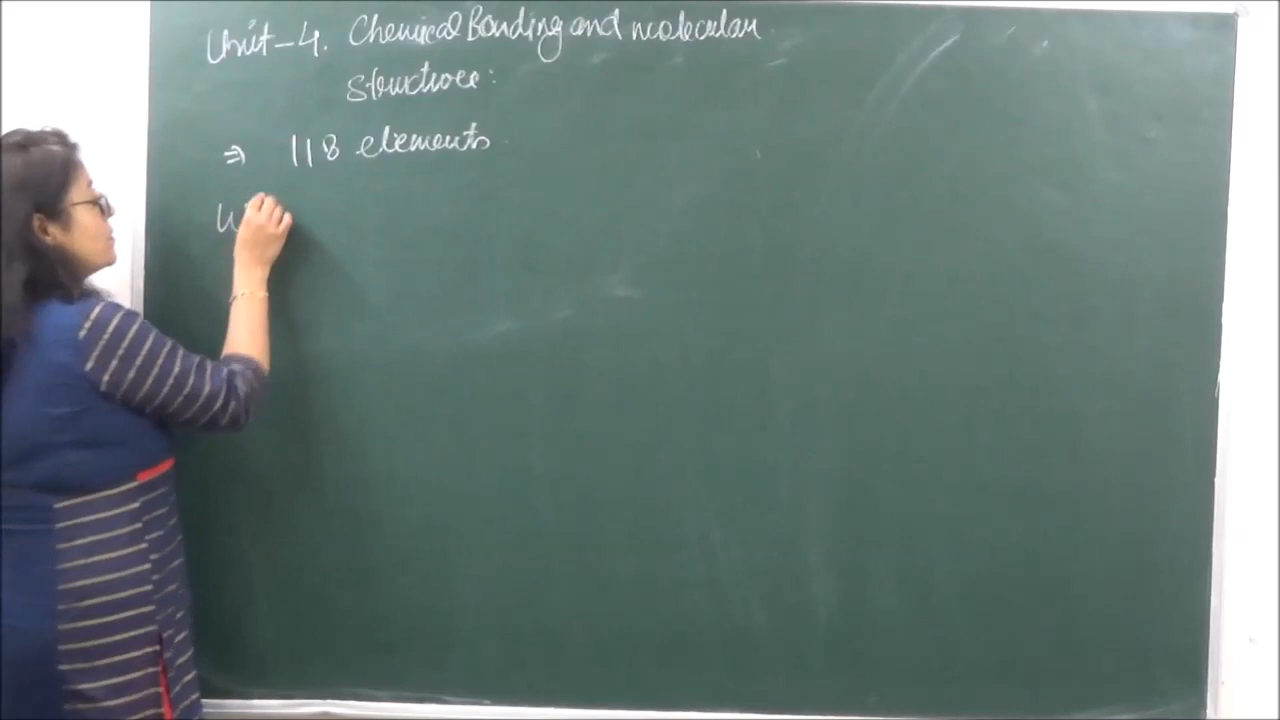 Unit-4. Chemical Bonding and molecular
structure:
⇒ 118 elements